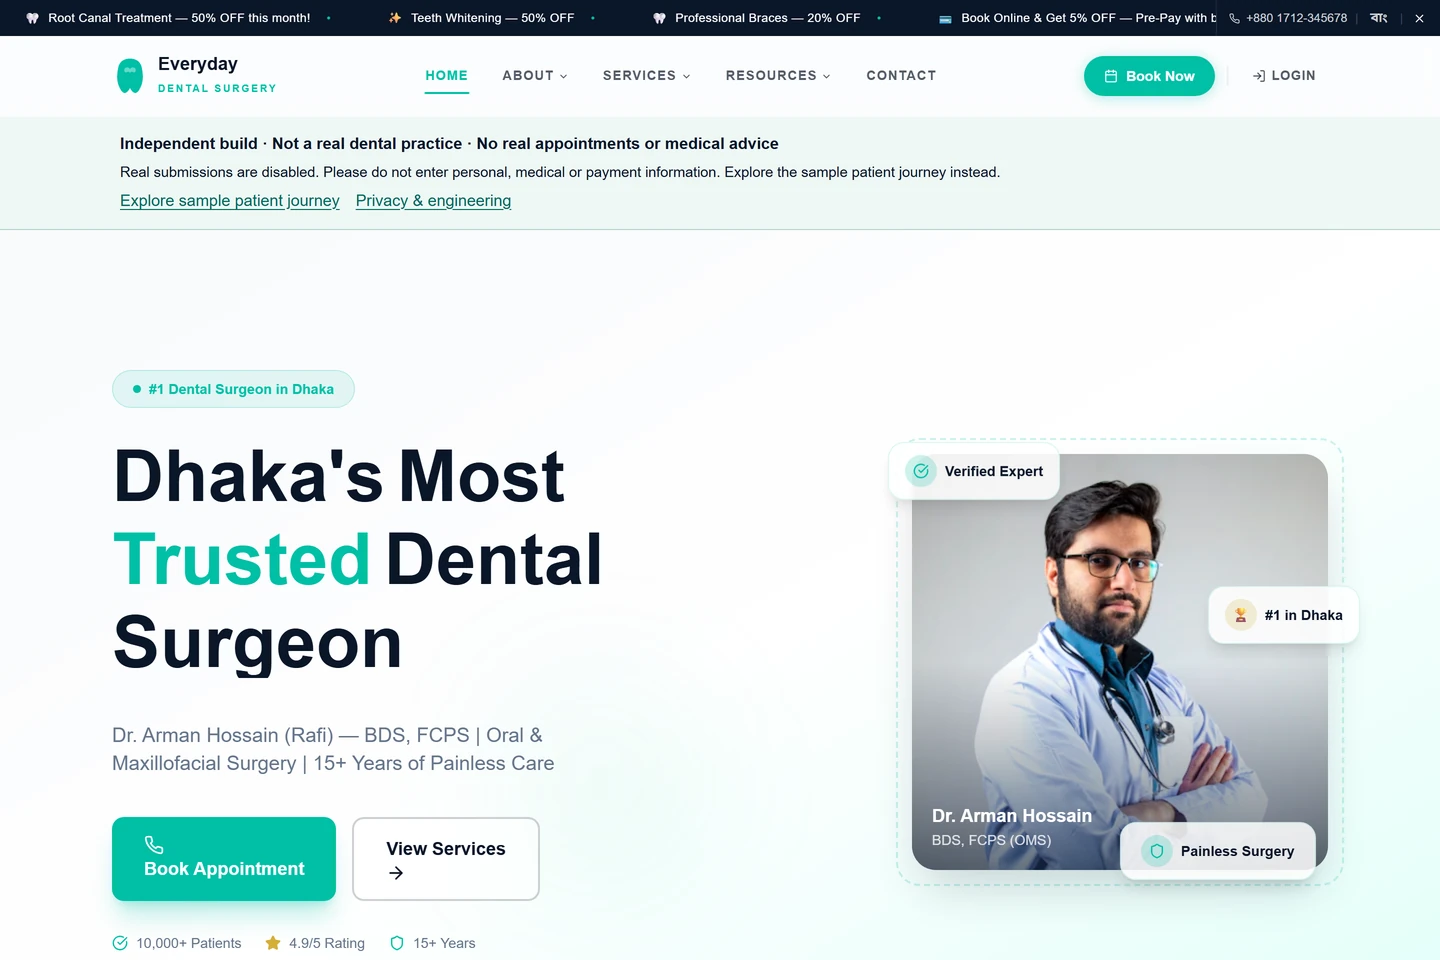 Root Canal Treatment — 50% OFF this month!
Teeth Whitening — 50% OFF
Professional Braces — 20% OFF
Book Online & Get 5% OFF — Pre-Pay with
+880 1712-345678
বাং
Everyday
DENTAL SURGERY
HOME
ABOUT
SERVICES
RESOURCES
CONTACT
Book Now
LOGIN
Independent build · Not a real dental practice · No real appointments or medical advice
Real submissions are disabled. Please do not enter personal, medical or payment information. Explore the sample patient journey instead.
Explore sample patient journey
Privacy & engineering
#1 Dental Surgeon in Dhaka
Dhaka's Most
Trusted Dental
Surgeon
Dr. Arman Hossain (Rafi) — BDS, FCPS | Oral &
Maxillofacial Surgery | 15+ Years of Painless Care
Book Appointment
View Services
10,000+ Patients
4.9/5 Rating
15+ Years
Verified Expert
#1 in Dhaka
Dr. Arman Hossain
BDS, FCPS (OMS)
Painless Surgery